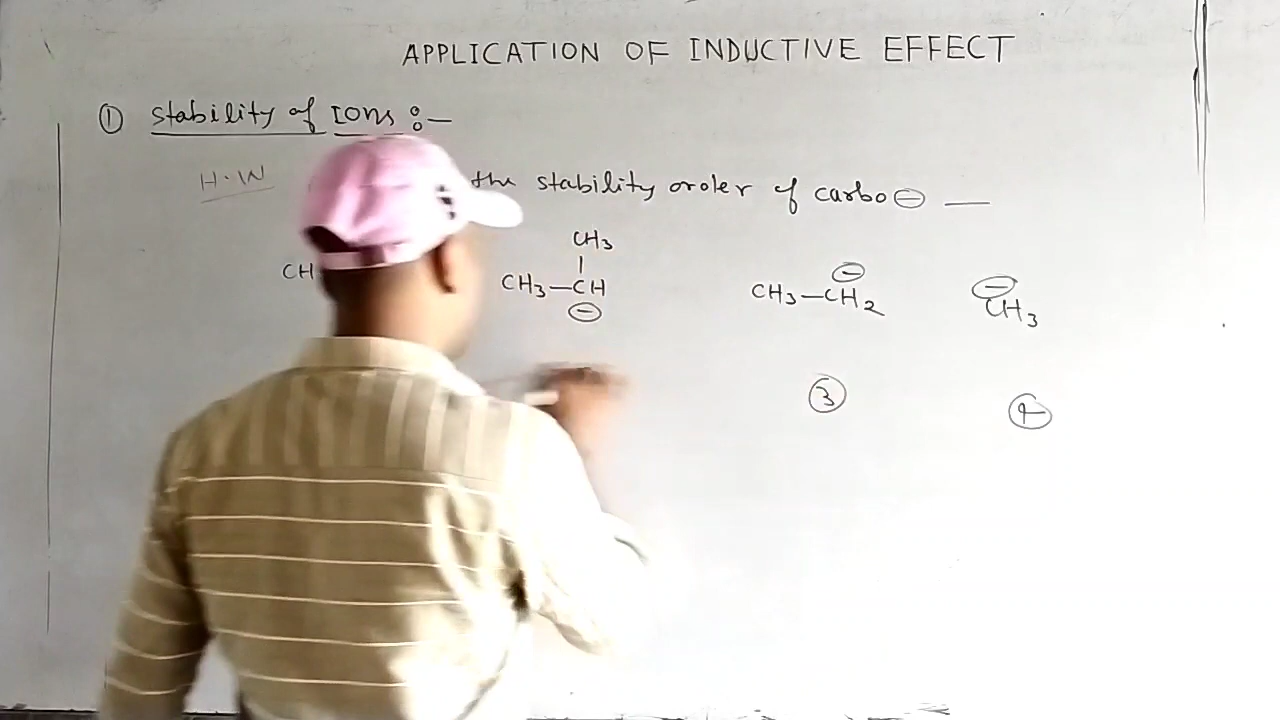 APPLICATION OF INDUCTIVE EFFECT
① Stability of Ions :—
H.W the stability order of carbo⊖ —
CH3
CH CH3—CH CH3—CH2 CH3
⊖ ⊖ ⊖
③ ④